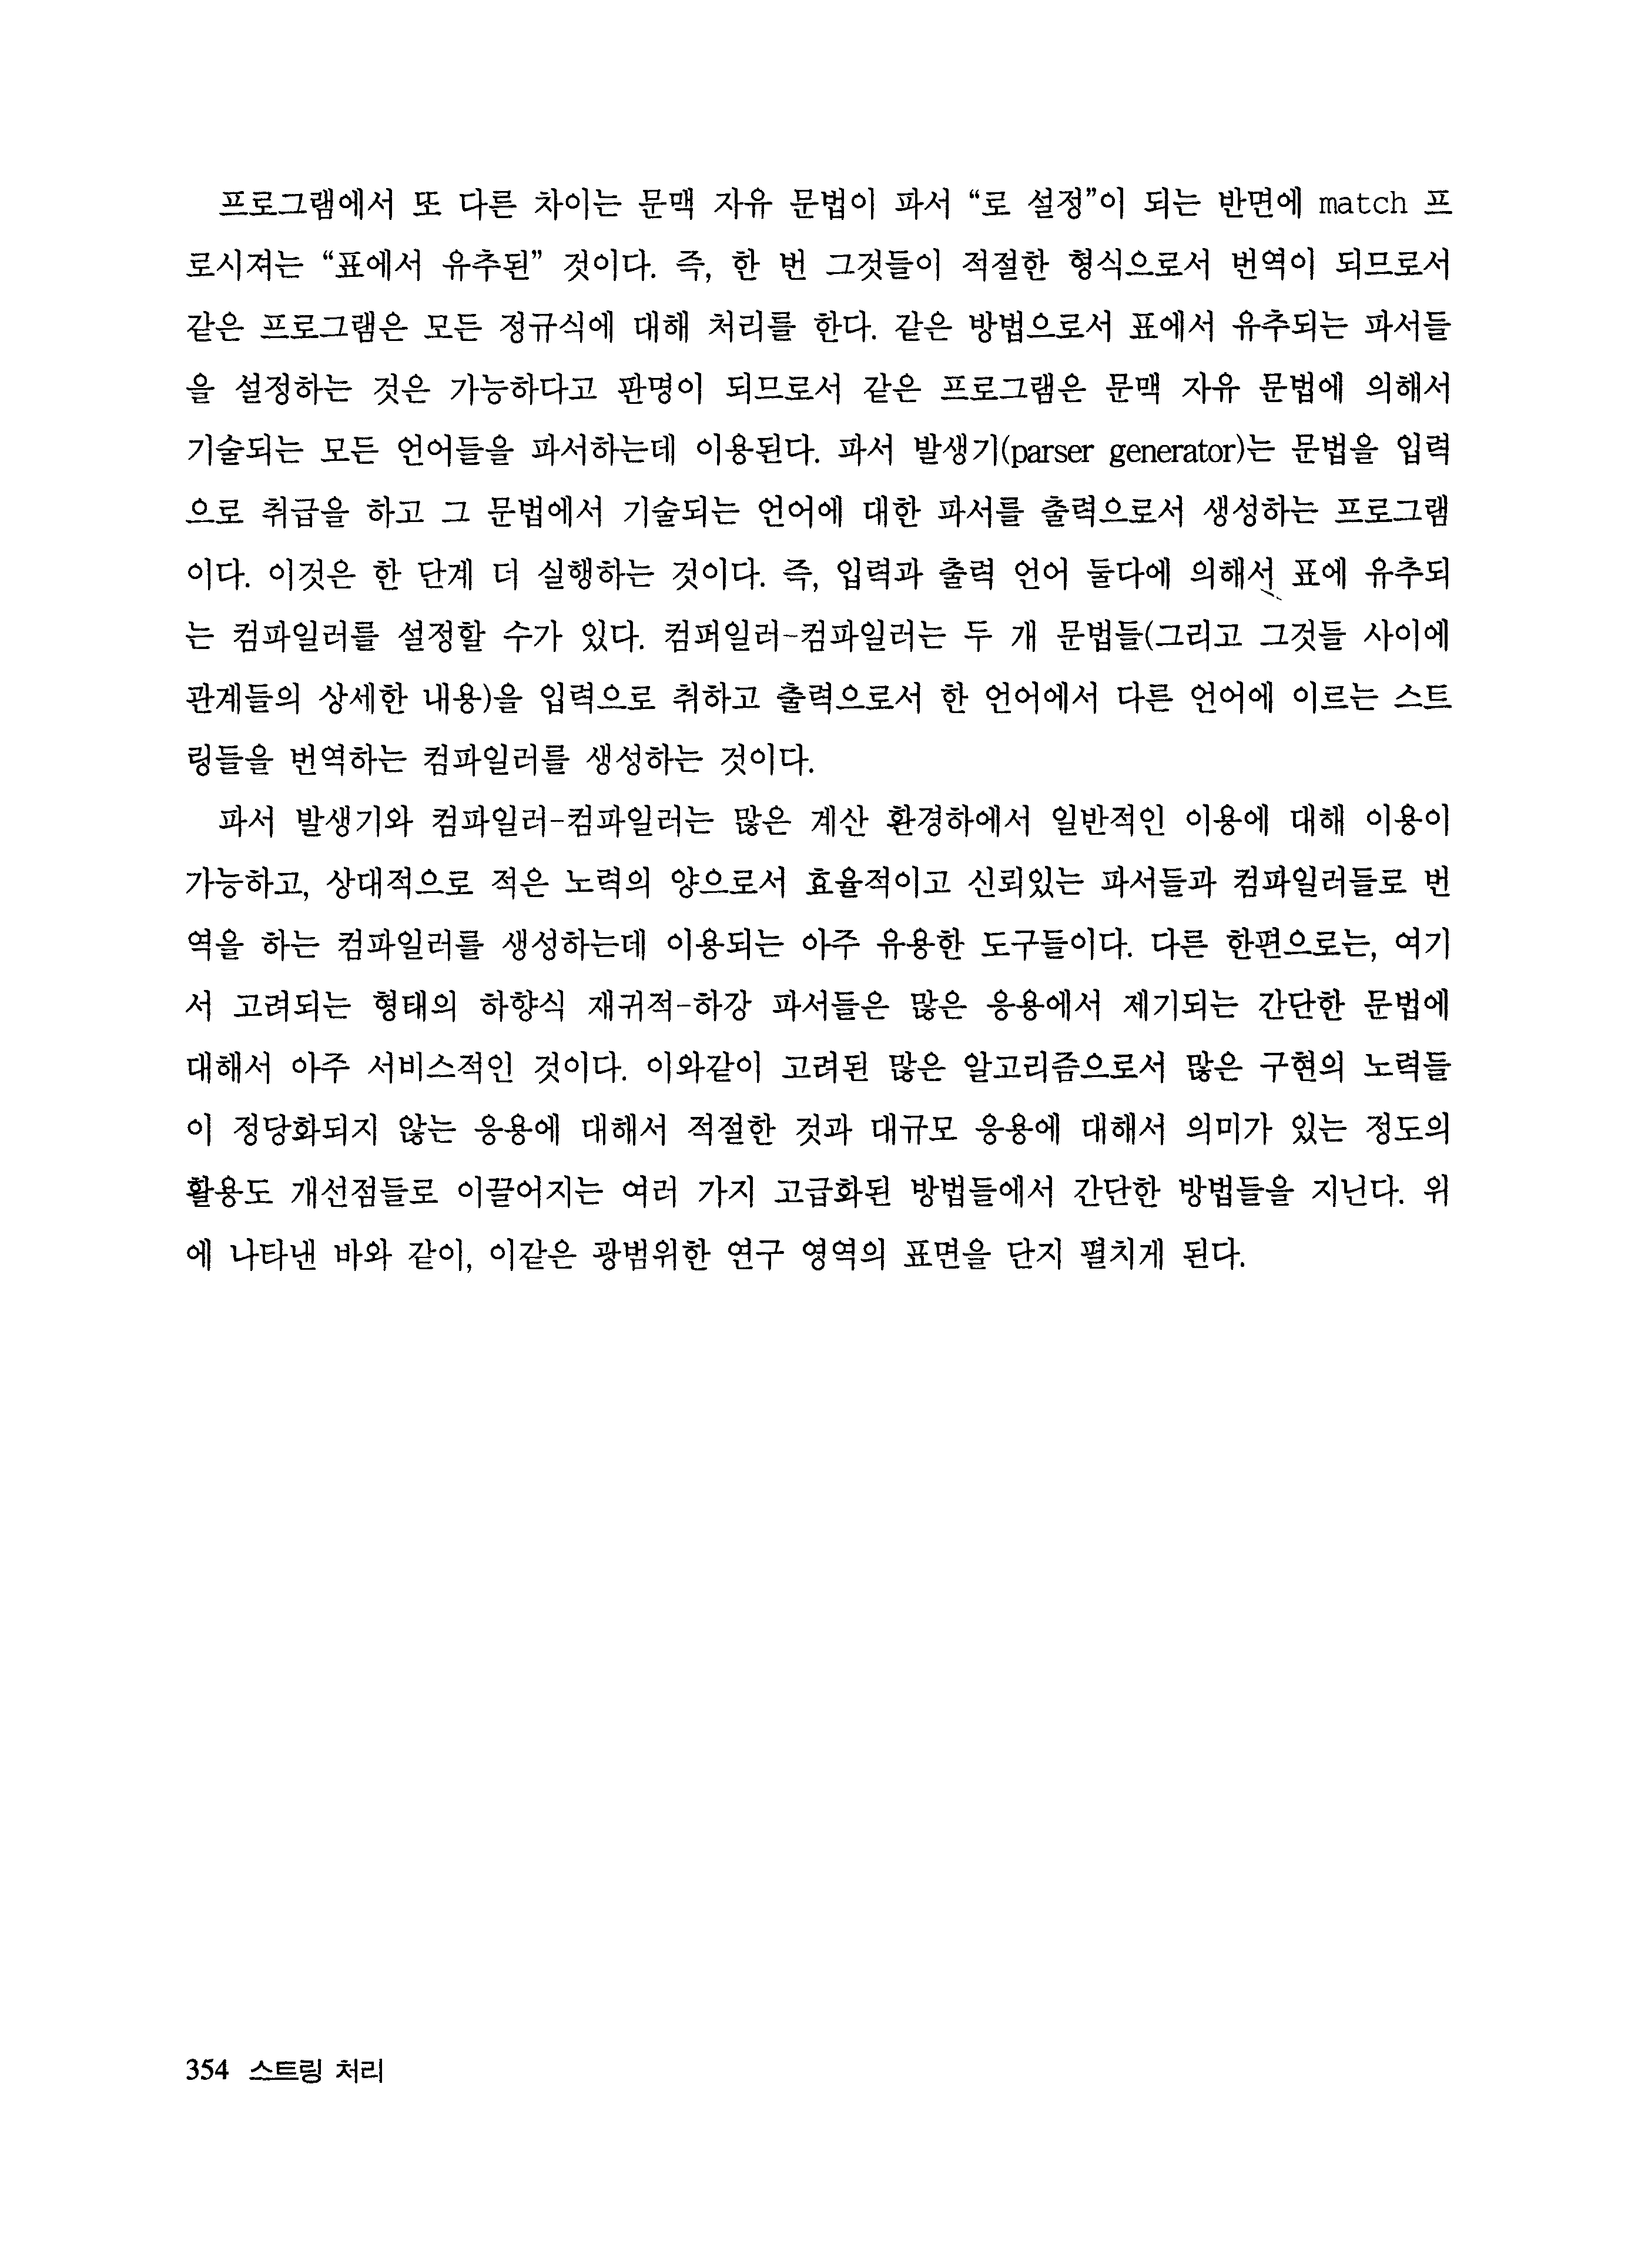 프로그램에서 또 다른 차이는 문맥 자유 문법이 파서 “로 설정”이 되는 반면에 match 프
로시져는 “표에서 유추된” 것이다. 즉, 한 번 그것들이 적절한 형식으로서 번역이 되므로서
같은 프로그램은 모든 정규식에 대해 처리를 한다. 같은 방법으로서 표에서 유추되는 파서들
을 설정하는 것은 가능하다고 판명이 되므로서 같은 프로그램은 문맥 자유 문법에 의해서
기술되는 모든 언어들을 파서하는데 이용된다. 파서 발생기(parser generator)는 문법을 입력
으로 취급을 하고 그 문법에서 기술되는 언어에 대한 파서를 출력으로서 생성하는 프로그램
이다. 이것은 한 단계 더 실행하는 것이다. 즉, 입력과 출력 언어 둘다에 의해서 표에 유추되
는 컴파일러를 설정할 수가 있다. 컴퍼일러-컴파일러는 두 개 문법들(그리고 그것들 사이에
관계들의 상세한 내용)을 입력으로 취하고 출력으로서 한 언어에서 다른 언어에 이르는 스트
링들을 번역하는 컴파일러를 생성하는 것이다.
파서 발생기와 컴파일러-컴파일러는 많은 계산 환경하에서 일반적인 이용에 대해 이용이
가능하고, 상대적으로 적은 노력의 양으로서 효율적이고 신뢰있는 파서들과 컴파일러들로 번
역을 하는 컴파일러를 생성하는데 이용되는 아주 유용한 도구들이다. 다른 한편으로는, 여기
서 고려되는 형태의 하향식 재귀적-하강 파서들은 많은 응용에서 제기되는 간단한 문법에
대해서 아주 서비스적인 것이다. 이와같이 고려된 많은 알고리즘으로서 많은 구현의 노력들
이 정당화되지 않는 응용에 대해서 적절한 것과 대규모 응용에 대해서 의미가 있는 정도의
활용도 개선점들로 이끌어지는 여러 가지 고급화된 방법들에서 간단한 방법들을 지닌다. 위
에 나타낸 바와 같이, 이같은 광범위한 연구 영역의 표면을 단지 펼치게 된다.
354 스트링 처리